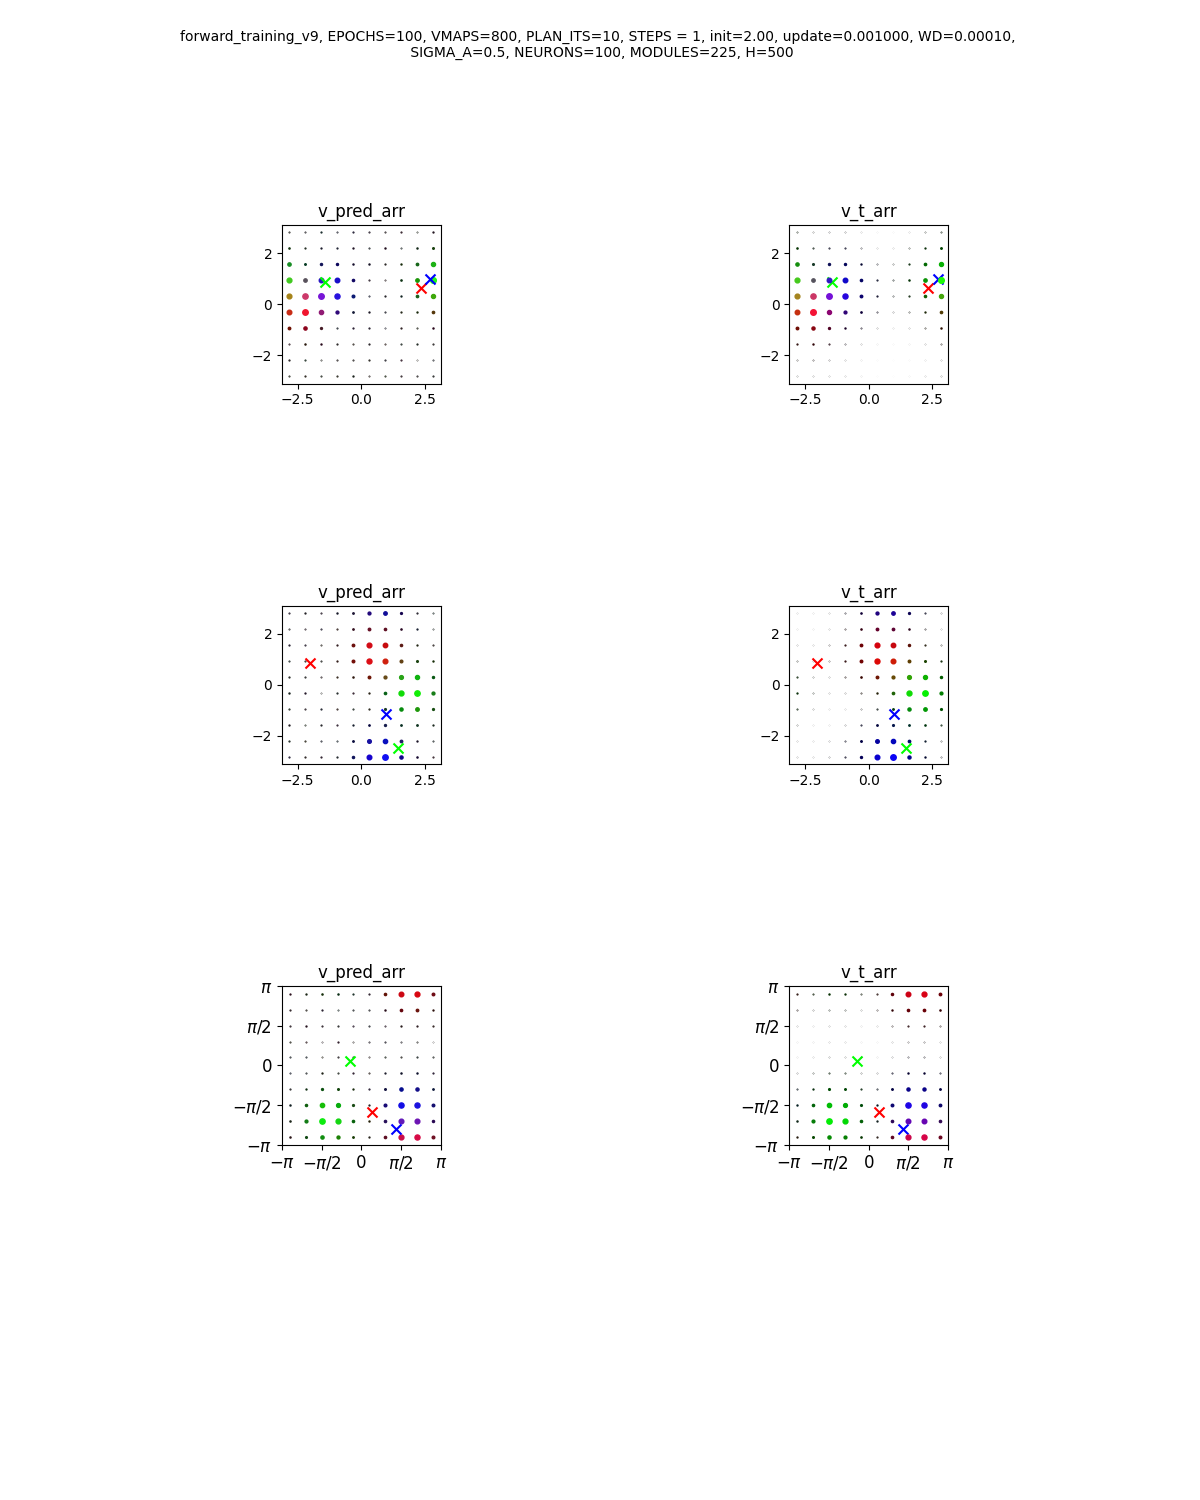 forward_training_v9, EPOCHS=100, VMAPS=800, PLAN_ITS=10, STEPS = 1, init=2.00, update=0.001000, WD=0.00010,
SIGMA_A=0.5, NEURONS=100, MODULES=225, H=500
v_pred_arr
2
0
−2
−2.5 0.0 2.5
v_t_arr
2
0
−2
−2.5 0.0 2.5
v_pred_arr
2
0
−2
−2.5 0.0 2.5
v_t_arr
2
0
−2
−2.5 0.0 2.5
v_pred_arr
π
π/2
0
−π/2
−π
−π −π/2 0 π/2 π
v_t_arr
π
π/2
0
−π/2
−π
−π −π/2 0 π/2 π